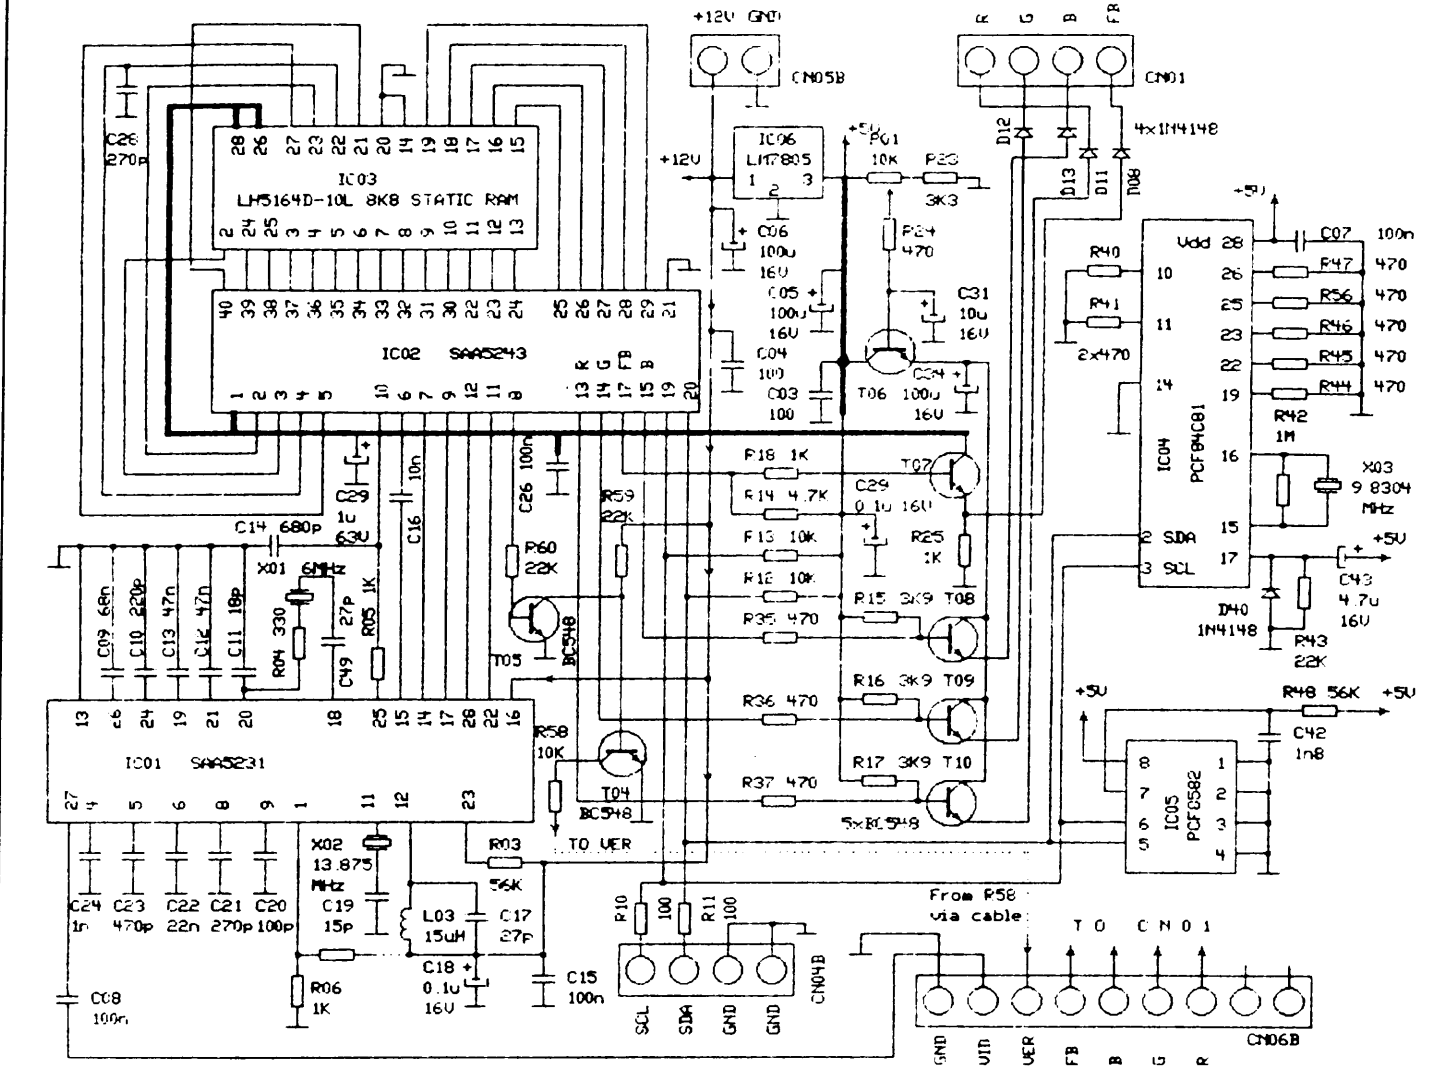 +12V GND
CN05B
R G B FB
CN01
4x1N4148
D12
D13
D11
D08
C28
270p
28 26 27 23 22 21 20 14 19 18 17 16 15
IC03
LH5164D-10L 8K8 STATIC RAM
2 24 25 3 4 5 6 7 8 9 10 11 12 13
IC06
LM7805
1 2 3
+12V
+5V
P01
10K
R23
3K3
R24
470
C06
100u
16V
C05
100u
16V
C31
10u
16V
C04
100
C03
100
T06
C34
100u
16V
40 39 38 37 36 35 34 33 32 31 30 22 23 24 25 26 27 28 29 21
IC02 SAA5243
13 R
14 G
17 FB
15 B
19
20
1 2 3 4 5 10 6 7 9 12 11 8
+5V
Vdd 28
C07 100n
26 R47 470
25 R56 470
23 R46 470
22 R45 470
19 R44 470
R40
10
R41
11
2x470
14
IC04
PCF84C81
R42
1M
16
15
X03
9.8304
MHz
17
+5V
2 SDA
3 SCL
D40
1N4148
R43
22K
C43
4.7u
16V
C29
1u
63V
C16 10n
C26 100n
R59
22K
R60
22K
T05
BC548
R18 1K
R14 4.7K
R13 10K
R12 10K
R35 470
R36 470
R37 470
C29
0.1u 16V
T07
R25
1K
R15 3K9 T08
R16 3K9 T09
R17 3K9 T10
5xBC548
C14 680p
X01 6MHz
C09 68n
C10 220p
C13 47n
C12 47n
C11 18p
R04 330
C49 27p
R05 1K
13 26 24 19 21 20 18 25 15 14 17 28 22 16
IC01 SAA5231
27 4 5 6 8 9 1 11 12 23
R58
10K
T04
BC548
TO VER
X02
13.875
MHz
R03
56K
C24
1n
C23
470p
C22
22n
C21
270p
C20
100p
C19
15p
L03
15uH
C17
27p
C18
0.1u
16V
C15
100n
R06
1K
C08
100n
R10
100
R11
100
SCL SDA GND GND
CN04B
+5V
R48 56K
+5V
C42
1n8
IC05
PCF8582
8 7 6 5
1 2 3 4
From R58
via cable
TO CN01
GND VID VER FB B G R
CN06B